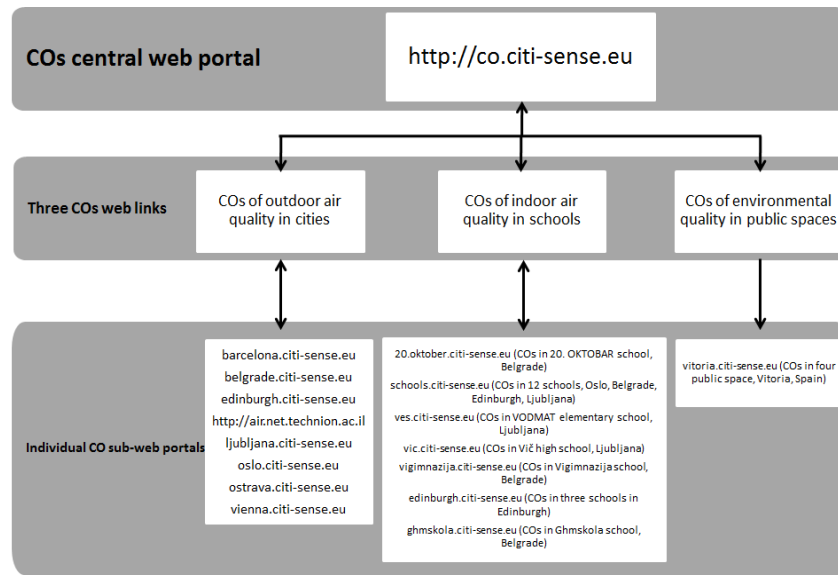 COs central web portal
http://co.citi-sense.eu
Three COs web links
COs of outdoor air
quality in cities
COs of indoor air
quality in schools
COs of environmental
quality in public spaces
Individual CO sub-web portals
barcelona.citi-sense.eu
belgrade.citi-sense.eu
edinburgh.citi-sense.eu
http://air.net.technion.ac.il
ljubljana.citi-sense.eu
oslo.citi-sense.eu
ostrava.citi-sense.eu
vienna.citi-sense.eu
20.oktober.citi-sense.eu (COs in 20. OKTOBAR school,
Belgrade)
schools.citi-sense.eu (COs in 12 schools, Oslo, Belgrade,
Edinburgh, Ljubljana)
ves.citi-sense.eu (COs in VODMAT elementary school,
Ljubljana)
vic.citi-sense.eu (COs in Vič high school, Ljubljana)
vigimnazija.citi-sense.eu (COs in Vigimnazija school,
Belgrade)
edinburgh.citi-sense.eu (COs in three schools in
Edinburgh)
ghmskola.citi-sense.eu (COs in Ghmskola school,
Belgrade)
vitoria.citi-sense.eu (COs in four
public space, Vitoria, Spain)